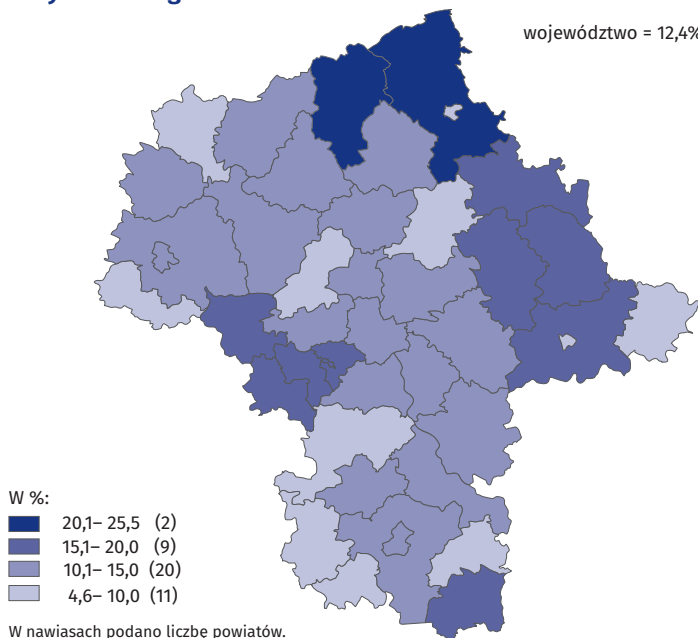 województwo = 12,4%
W %:
20,1– 25,5 (2)
15,1– 20,0 (9)
10,1– 15,0 (20)
4,6– 10,0 (11)
W nawiasach podano liczbę powiatów.